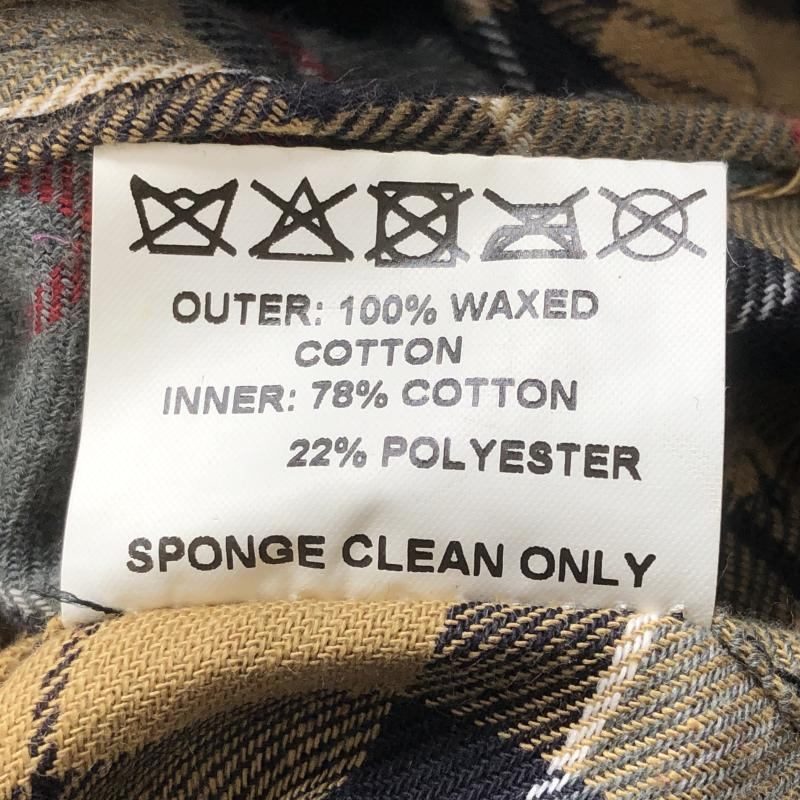 OUTER: 100% WAXED
COTTON
INNER: 78% COTTON
22% POLYESTER
SPONGE CLEAN ONLY